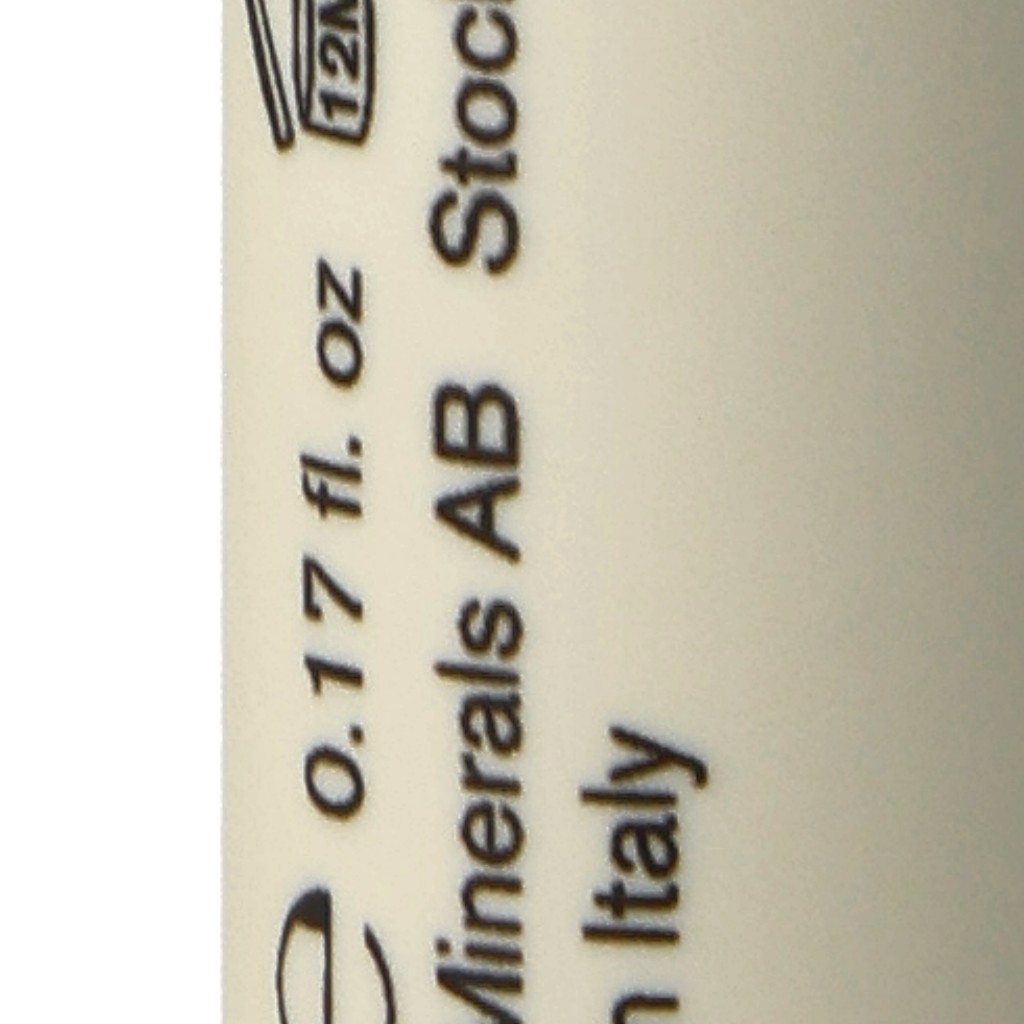 e 0.17 fl. oz 12M
Minerals AB Stoc
n Italy